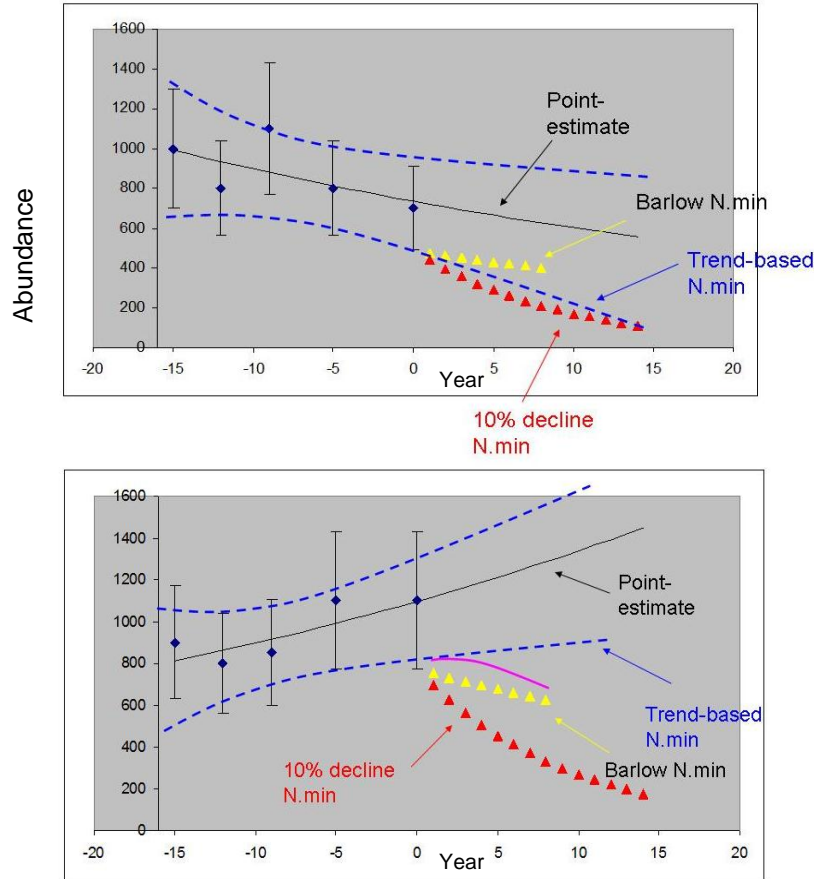 1600
1400
1200
1000
800
600
400
200
0
-20 -15 -10 -5 0 5 10 15 20
Abundance
Year
Point-
estimate
Barlow N.min
Trend-based
N.min
10% decline
N.min
1600
1400
1200
1000
800
600
400
200
0
-20 -15 -10 -5 0 5 10 15 20
Year
Point-
estimate
Trend-based
N.min
Barlow N.min
10% decline
N.min